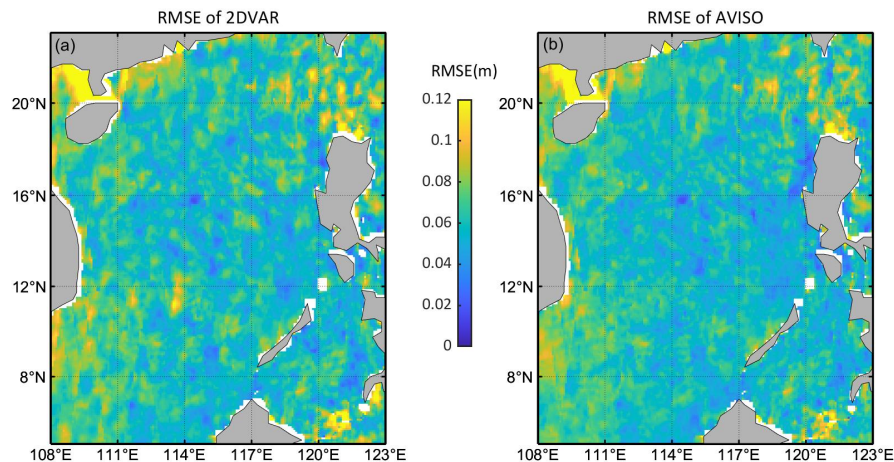 RMSE of 2DVAR
RMSE of AVISO
(a)
(b)
RMSE(m)
0.12
0.1
0.08
0.06
0.04
0.02
0
20°N
16°N
12°N
8°N
20°N
16°N
12°N
8°N
108°E 111°E 114°E 117°E 120°E 123°E
108°E 111°E 114°E 117°E 120°E 123°E